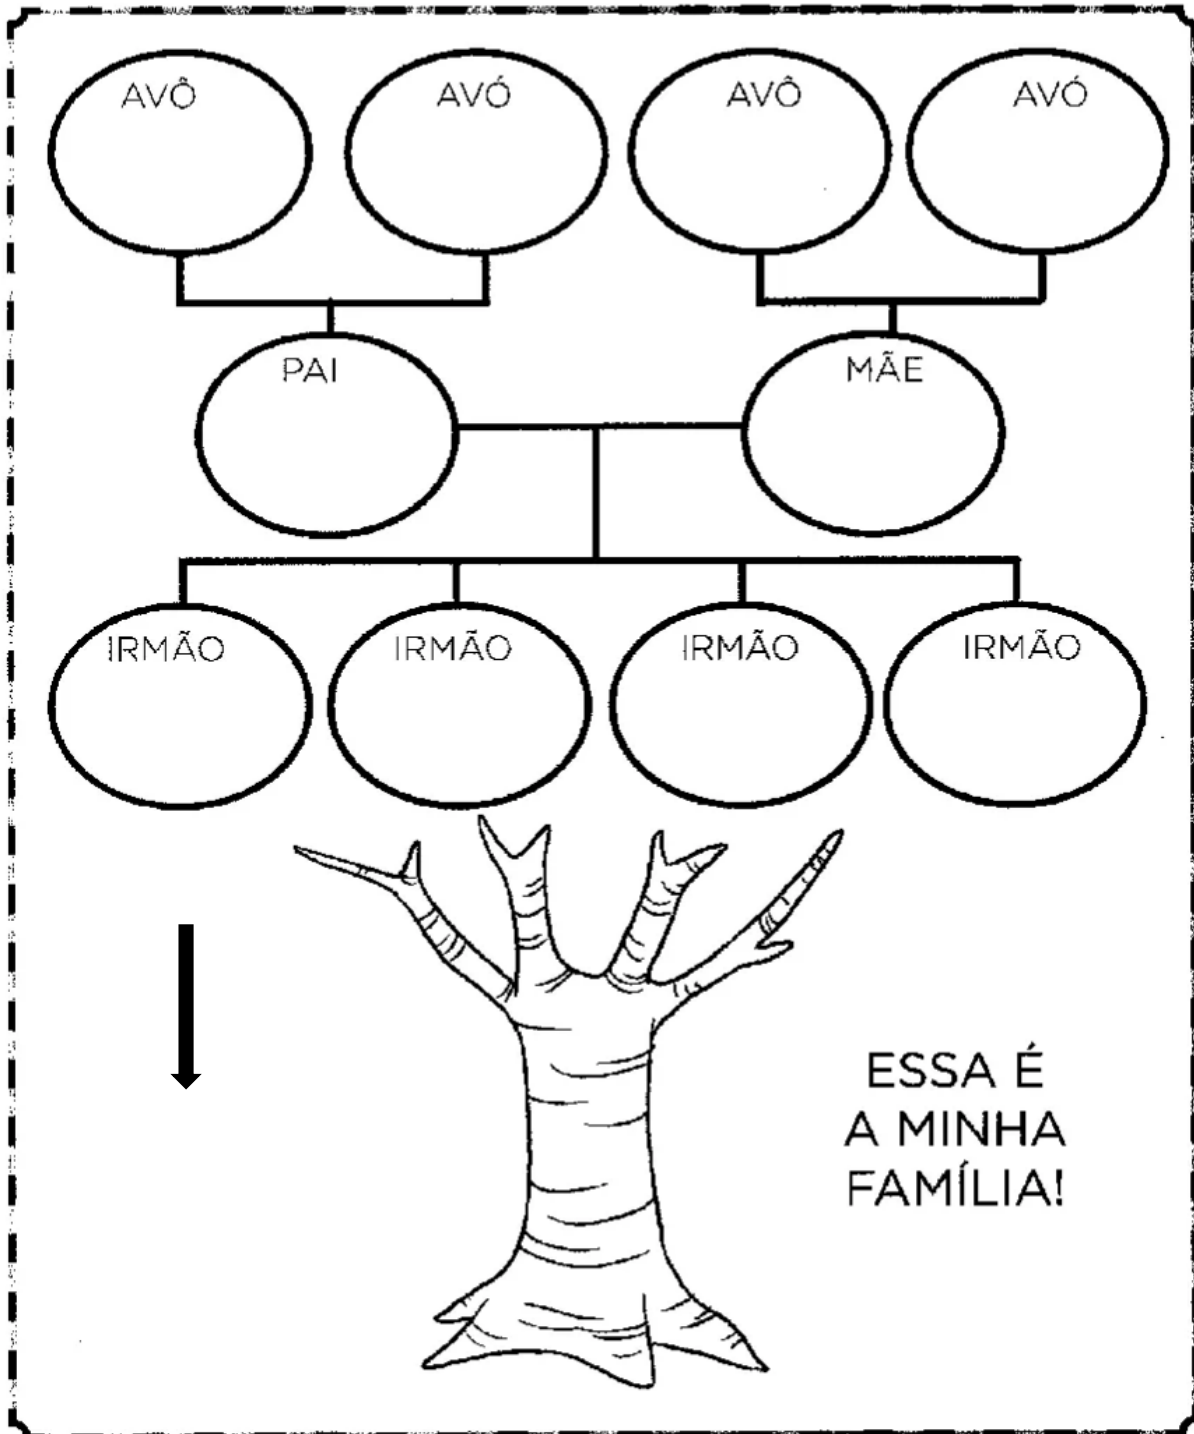 AVÔ AVÓ AVÔ AVÓ
PAI MÃE
IRMÃO IRMÃO IRMÃO IRMÃO
ESSA É
A MINHA
FAMÍLIA!